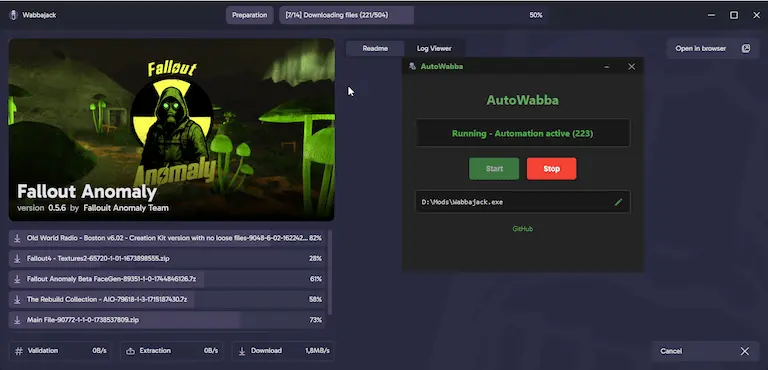 Wabbajack
Preparation
[7/14] Downloading files (221/504)
50%
Readme
Log Viewer
Open in browser
AutoWabba
AutoWabba
Running - Automation active (223)
Start
Stop
D:\Mods\Wabbajack.exe
GitHub
Fallout
Anomaly
Fallout Anomaly
version 0.5.6 by Fallouit Anomaly Team
Old World Radio - Boston v6.02 - Creation Kit version with no loose files-9048-6-02-162242... 82%
Fallout4 - Textures2-65720-1-01-1673898555.zip 28%
Fallout Anomaly Beta FaceGen-89351-1-0-1744846126.7z 61%
The Rebuild Collection - AIO-79618-1-3-1715187430.7z 58%
Main File-90772-1-1-0-1738537809.zip 73%
Validation 0B/s
Extraction 0B/s
Download 1,8MB/s
Cancel